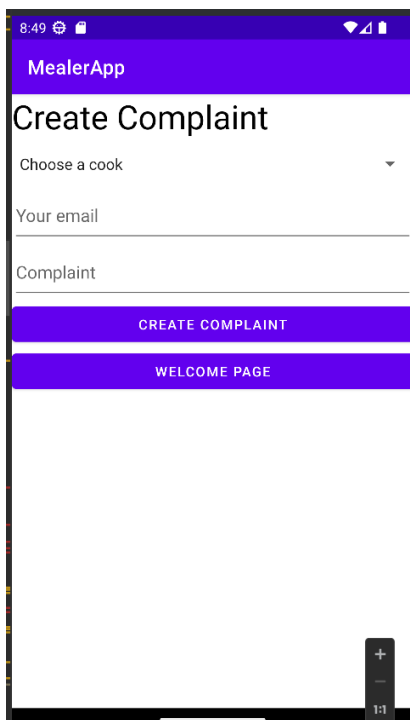 8:49
MealerApp
Create Complaint
Choose a cook
Your email
Complaint
CREATE COMPLAINT
WELCOME PAGE
+
−
1:1